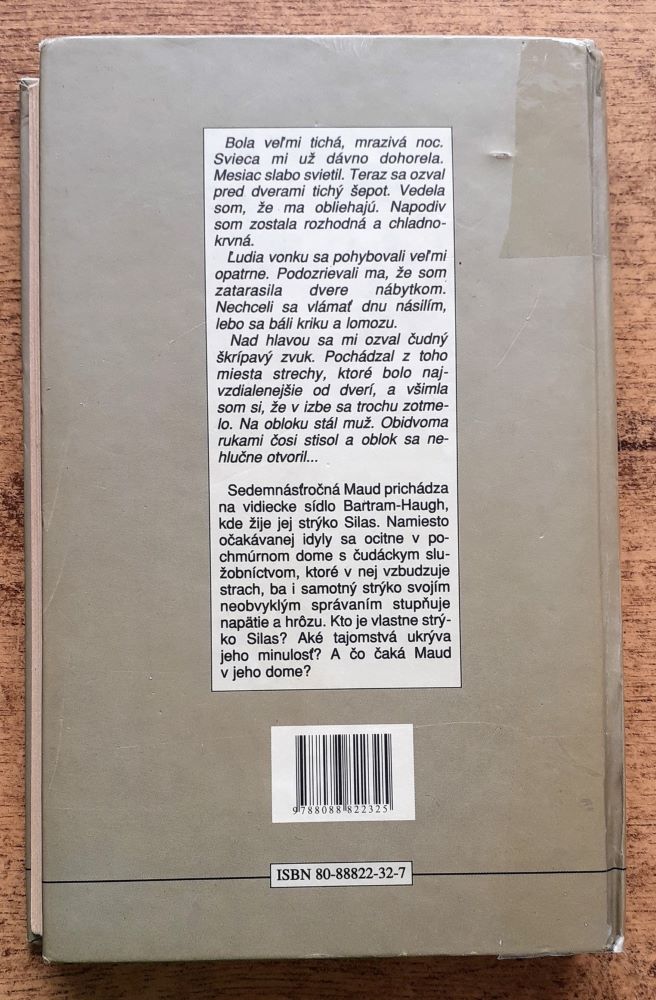 Bola veľmi tichá, mrazivá noc.
Svieca mi už dávno dohorela.
Mesiac slabo svietil. Teraz sa ozval
pred dverami tichý šepot. Vedela
som, že ma obliehajú. Napodiv
som zostala rozhodná a chladno-
krvná.
Ľudia vonku sa pohybovali veľmi
opatrne. Podozrievali ma, že som
zatarasila dvere nábytkom.
Nechceli sa vlámať dnu násilím,
lebo sa báli kriku a lomozu.
Nad hlavou sa mi ozval čudný
škrípavý zvuk. Pochádzal z toho
miesta strechy, ktoré bolo naj-
vzdialenejšie od dverí, a všimla
som si, že v izbe sa trochu zotme-
lo. Na obloku stál muž. Obidvoma
rukami čosi stisol a oblok sa ne-
hlučne otvoril...
Sedemnásťročná Maud prichádza
na vidiecke sídlo Bartram-Haugh,
kde žije jej strýko Silas. Namiesto
očakávanej idyly sa ocitne v po-
chmúrnom dome s čudáckym slu-
žobníctvom, ktoré v nej vzbudzuje
strach, ba i samotný strýko svojím
neobvyklým správaním stupňuje
napätie a hrôzu. Kto je vlastne strý-
ko Silas? Aké tajomstvá ukrýva
jeho minulosť? A čo čaká Maud
v jeho dome?
9788088822325
ISBN 80-88822-32-7